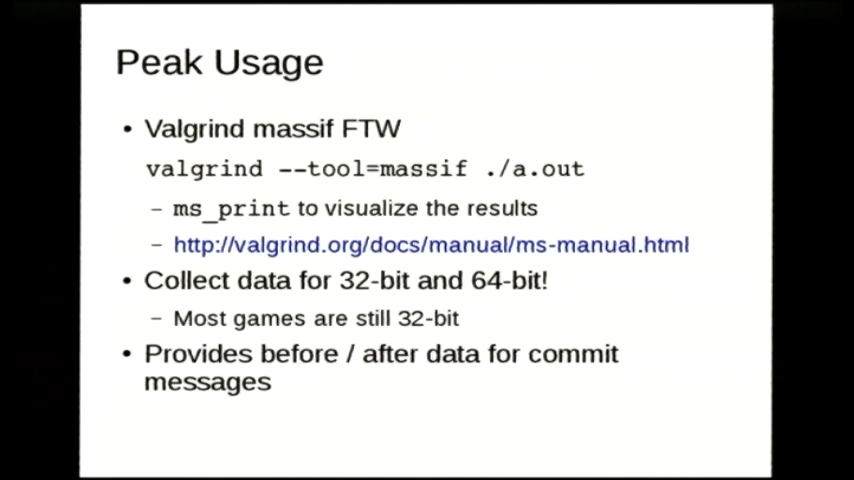 Peak Usage
• Valgrind massif FTW
valgrind --tool=massif ./a.out
– ms_print to visualize the results
– http://valgrind.org/docs/manual/ms-manual.html
• Collect data for 32-bit and 64-bit!
– Most games are still 32-bit
• Provides before / after data for commit
messages